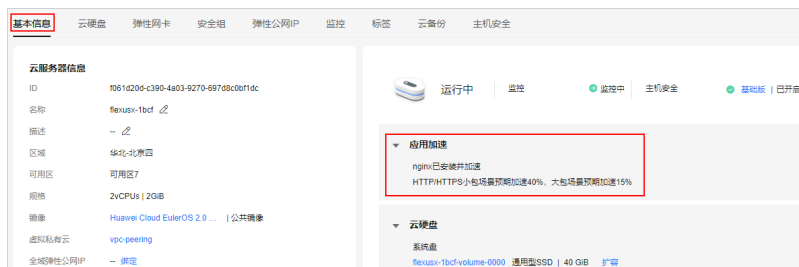 基本信息 云硬盘 弹性网卡 安全组 弹性公网IP 监控 标签 云备份 主机安全
云服务器信息
ID f061d20d-c390-4a03-9270-697d8c0bf1dc
名称 flexusx-1bcf
描述 --
区域 华北-北京四
可用区 可用区7
规格 2vCPUs | 2GiB
镜像 Huawei Cloud EulerOS 2.0 ... | 公共镜像
虚拟私有云 vpc-peering
全域弹性公网IP -- 绑定
运行中 监控 监控中 主机安全 基础版 | 已开启
应用加速
nginx已安装并加速
HTTP/HTTPS小包场景预期加速40%，大包场景预期加速15%
云硬盘
系统盘
flexusx-1bcf-volume-0000 通用型SSD | 40 GiB 扩容